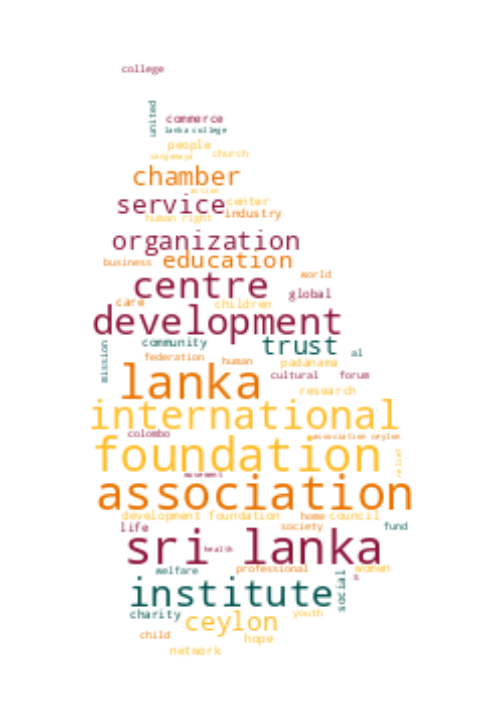 college
united
commerce
lanka college
people
sangamaya church
chamber
action
service center
human right industry
organization
business education
world
centre
global
care children
development
community trust
al
mission
federation human
padanama
lanka cultural forum
research
international
colombo
association ceylon
foundation
relief
movement
association
development foundation home council
life society fund
sri lanka
health
welfare professional women
s
institute social
charity ceylon youth
child hope
network